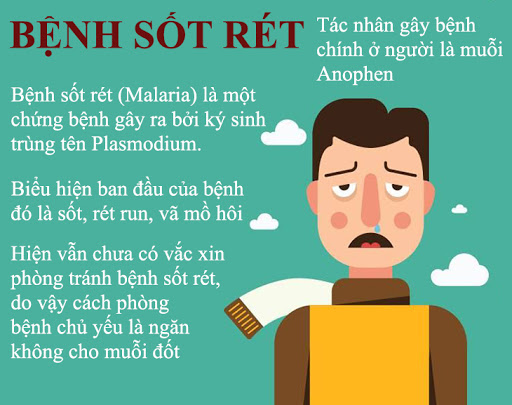 BỆNH SỐT RÉT
Tác nhân gây bệnh
chính ở người là muỗi
Anophen
Bệnh sốt rét (Malaria) là một
chứng bệnh gây ra bởi ký sinh
trùng tên Plasmodium.
Biểu hiện ban đầu của bệnh
đó là sốt, rét run, vã mồ hôi
Hiện vẫn chưa có vắc xin
phòng tránh bệnh sốt rét,
do vậy cách phòng
bệnh chủ yếu là ngăn
không cho muỗi đốt